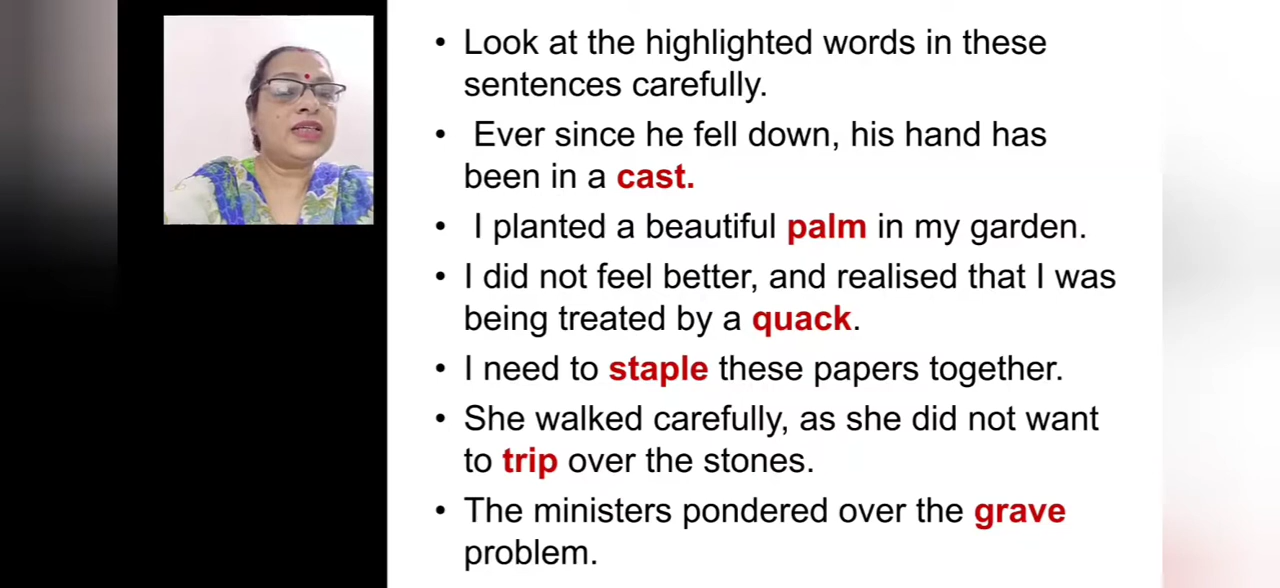 • Look at the highlighted words in these
sentences carefully.
• Ever since he fell down, his hand has
been in a cast.
• I planted a beautiful palm in my garden.
• I did not feel better, and realised that I was
being treated by a quack.
• I need to staple these papers together.
• She walked carefully, as she did not want
to trip over the stones.
• The ministers pondered over the grave
problem.